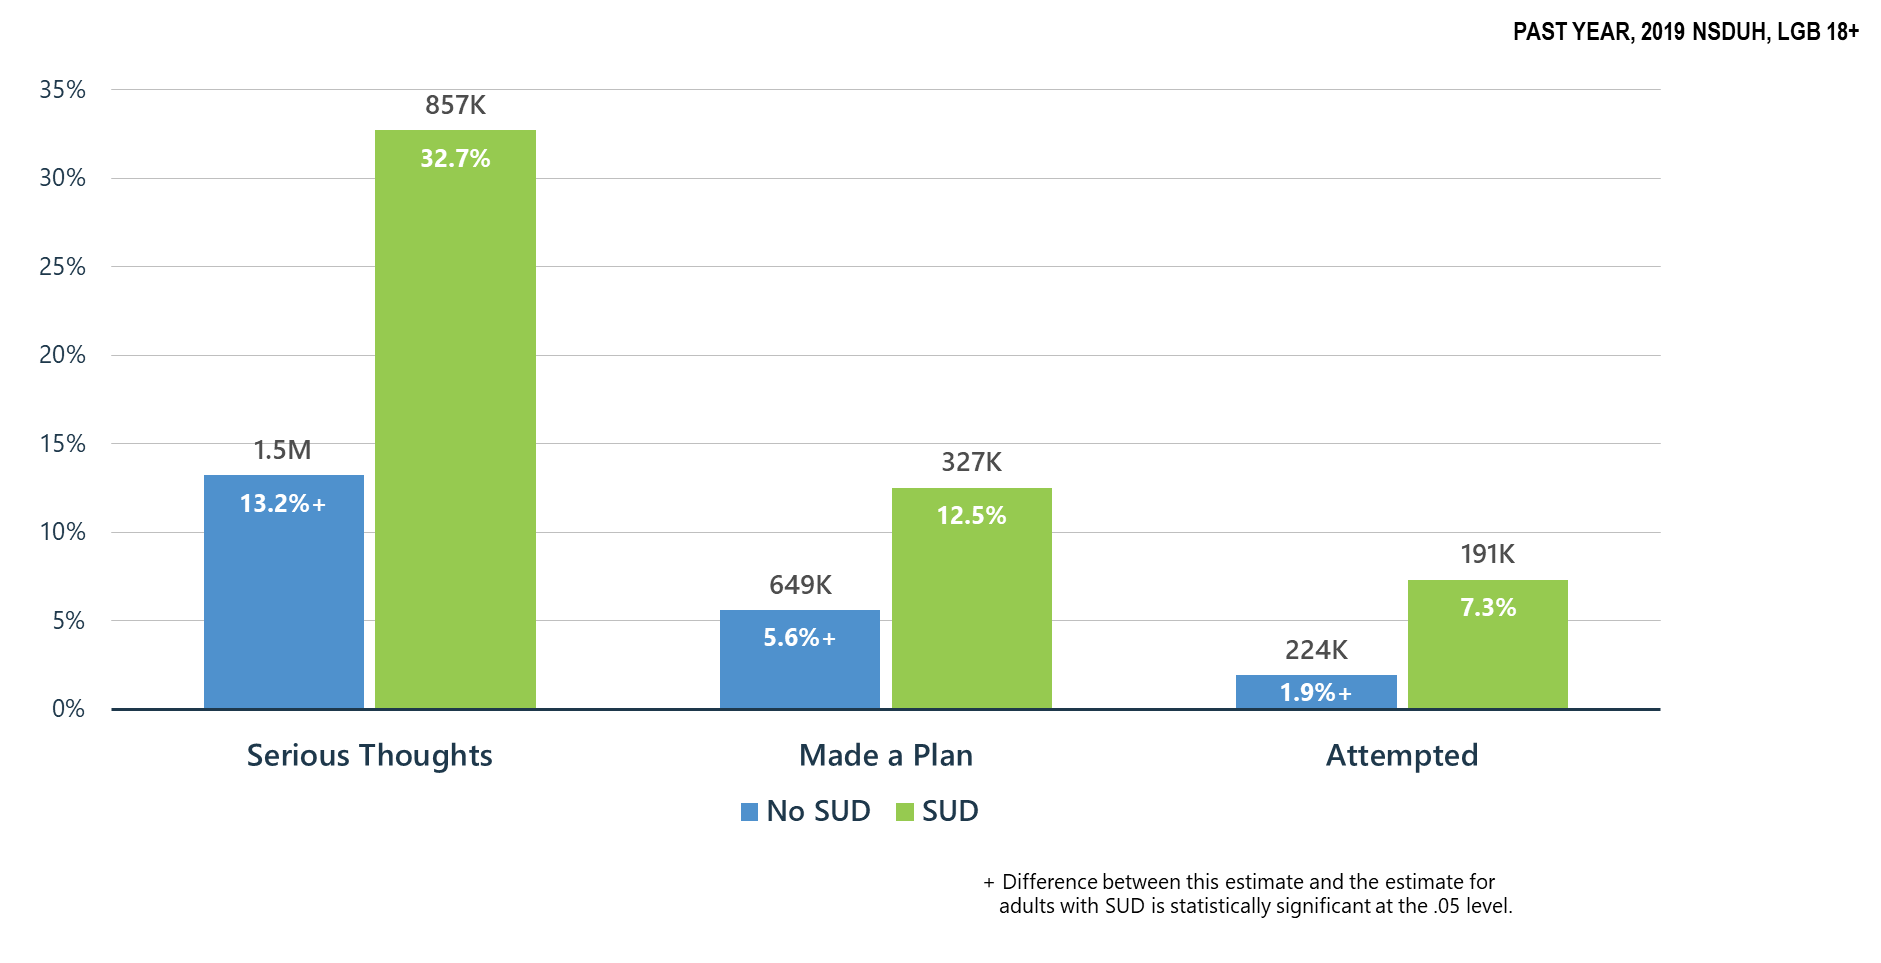 PAST YEAR, 2019 NSDUH, LGB 18+
35%
30%
25%
20%
15%
10%
5%
0%
1.5M
13.2%+
857K
32.7%
649K
5.6%+
327K
12.5%
224K
1.9%+
191K
7.3%
Serious Thoughts
Made a Plan
Attempted
No SUD
SUD
+ Difference between this estimate and the estimate for
adults with SUD is statistically significant at the .05 level.